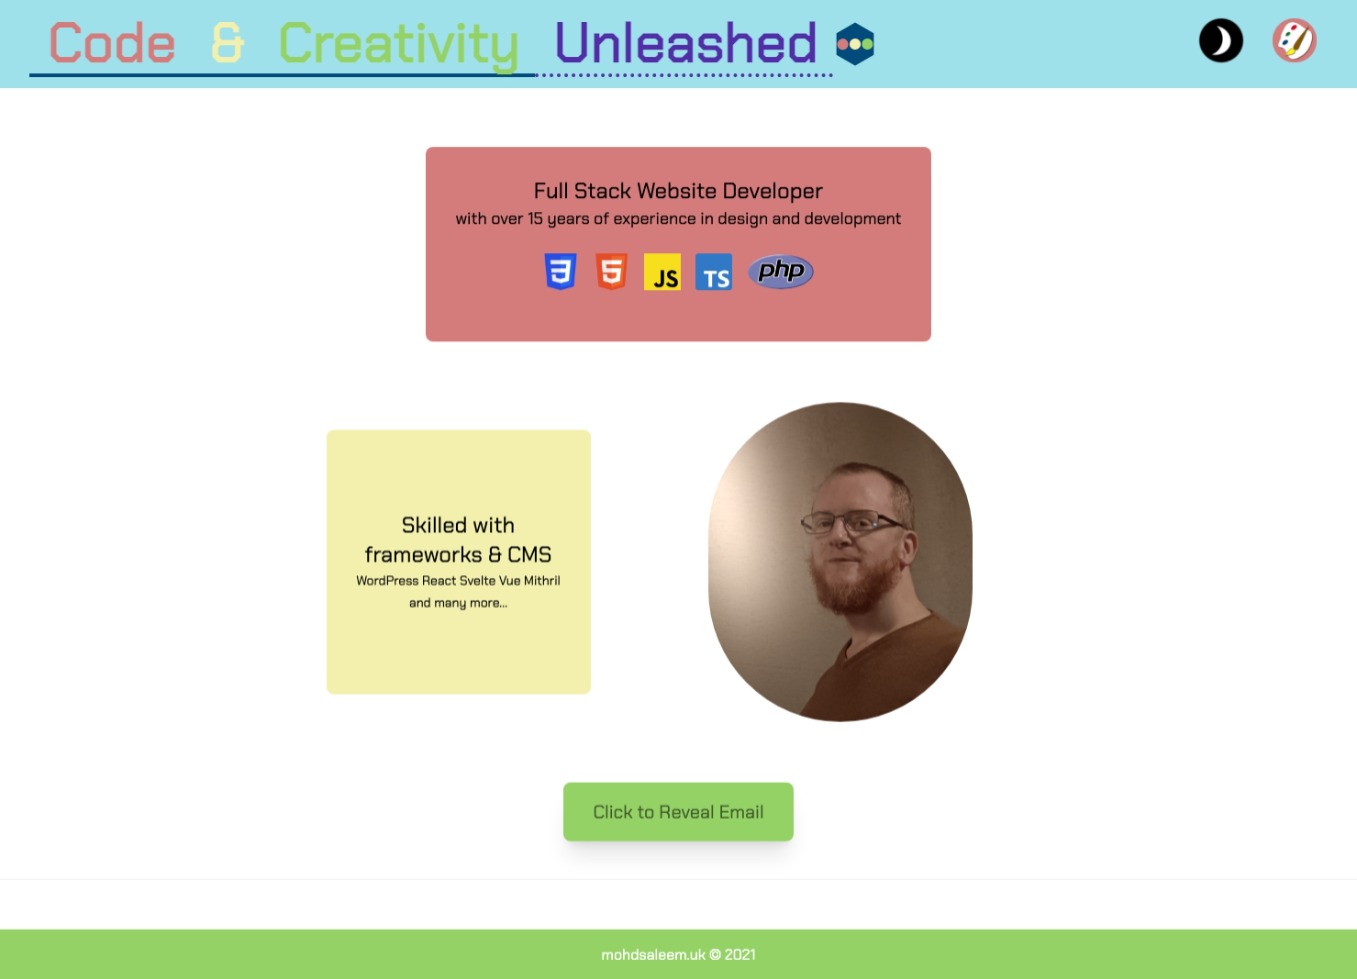 Code & Creativity Unleashed
Full Stack Website Developer
with over 15 years of experience in design and development
3 5 JS TS php
Skilled with
frameworks & CMS
WordPress React Svelte Vue Mithril
and many more...
Click to Reveal Email
mohdsaleem.uk © 2021